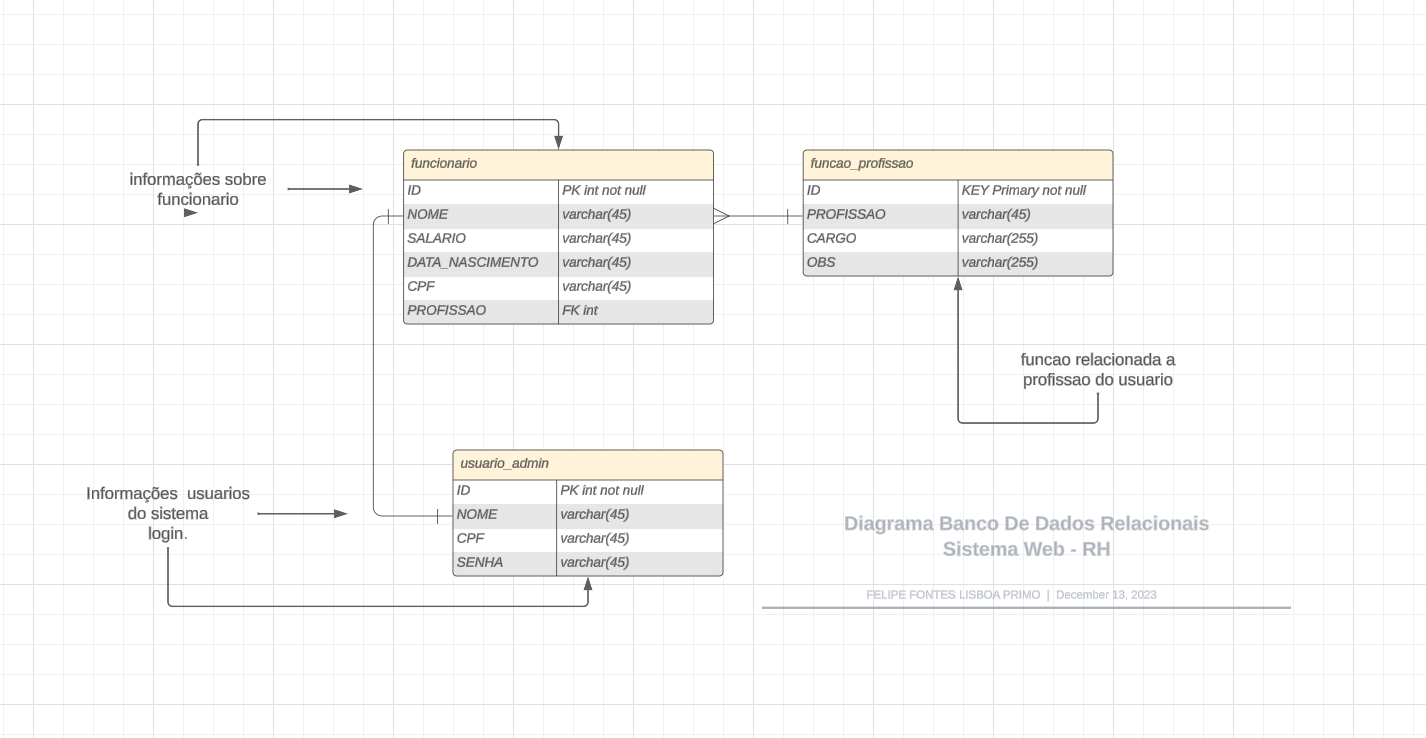 informações sobre
funcionario
funcionario
ID PK int not null
NOME varchar(45)
SALARIO varchar(45)
DATA_NASCIMENTO varchar(45)
CPF varchar(45)
PROFISSAO FK int
funcao_profissao
ID KEY Primary not null
PROFISSAO varchar(45)
CARGO varchar(255)
OBS varchar(255)
funcao relacionada a
profissao do usuario
Informações usuarios
do sistema
login.
usuario_admin
ID PK int not null
NOME varchar(45)
CPF varchar(45)
SENHA varchar(45)
Diagrama Banco De Dados Relacionais
Sistema Web - RH
FELIPE FONTES LISBOA PRIMO | December 13, 2023